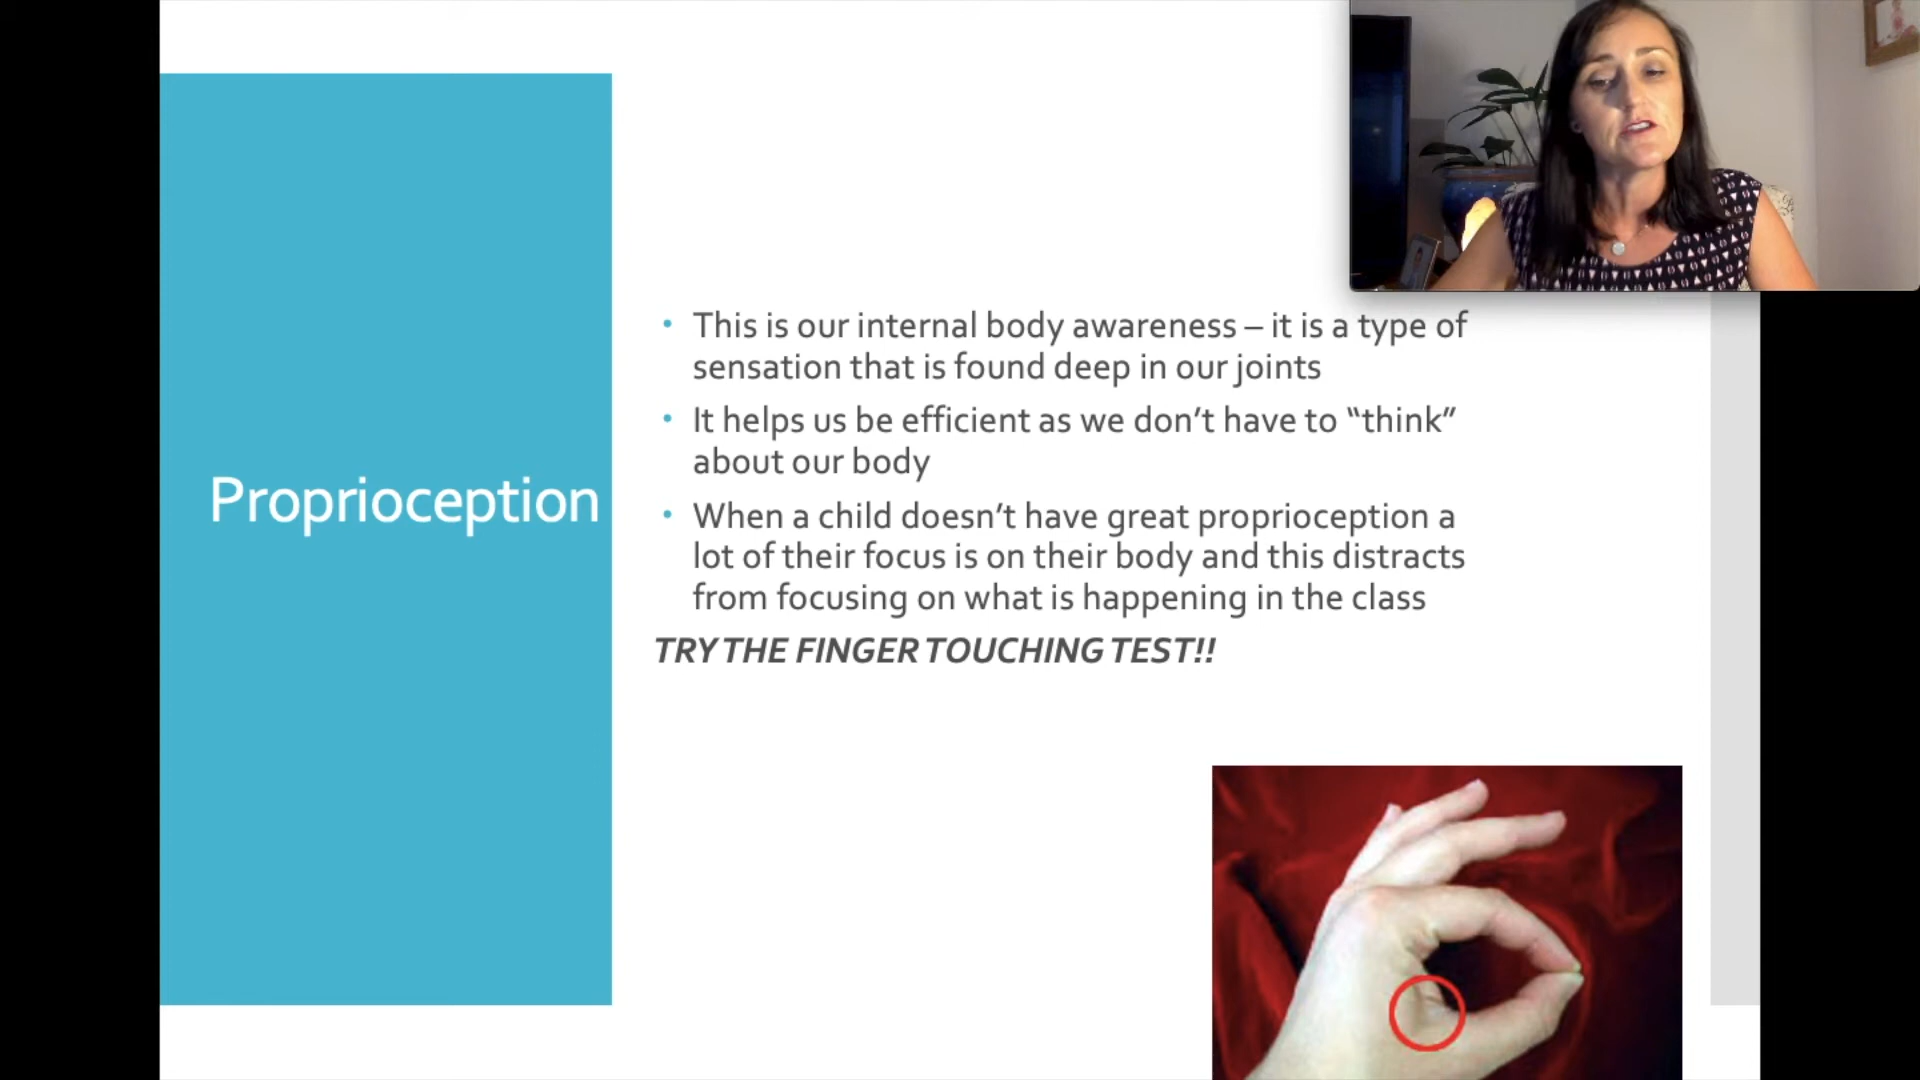 Proprioception
• This is our internal body awareness – it is a type of
sensation that is found deep in our joints
• It helps us be efficient as we don’t have to “think”
about our body
• When a child doesn’t have great proprioception a
lot of their focus is on their body and this distracts
from focusing on what is happening in the class
TRY THE FINGER TOUCHING TEST!!